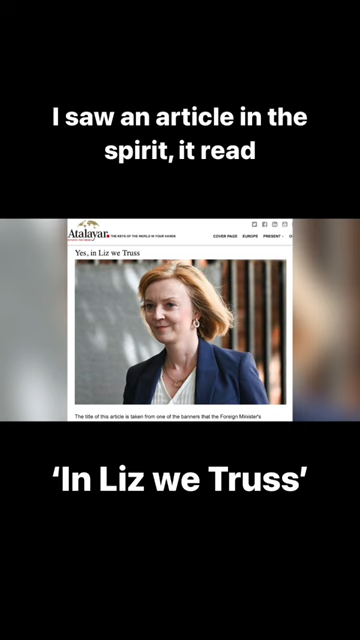 I saw an article in the
spirit, it read
Atalayar
THE KEYS OF THE WORLD IN YOUR HANDS
COVER PAGE EUROPE PRESENT
Yes, in Liz we Truss
The title of this article is taken from one of the banners that the Foreign Minister's
‘In Liz we Truss’